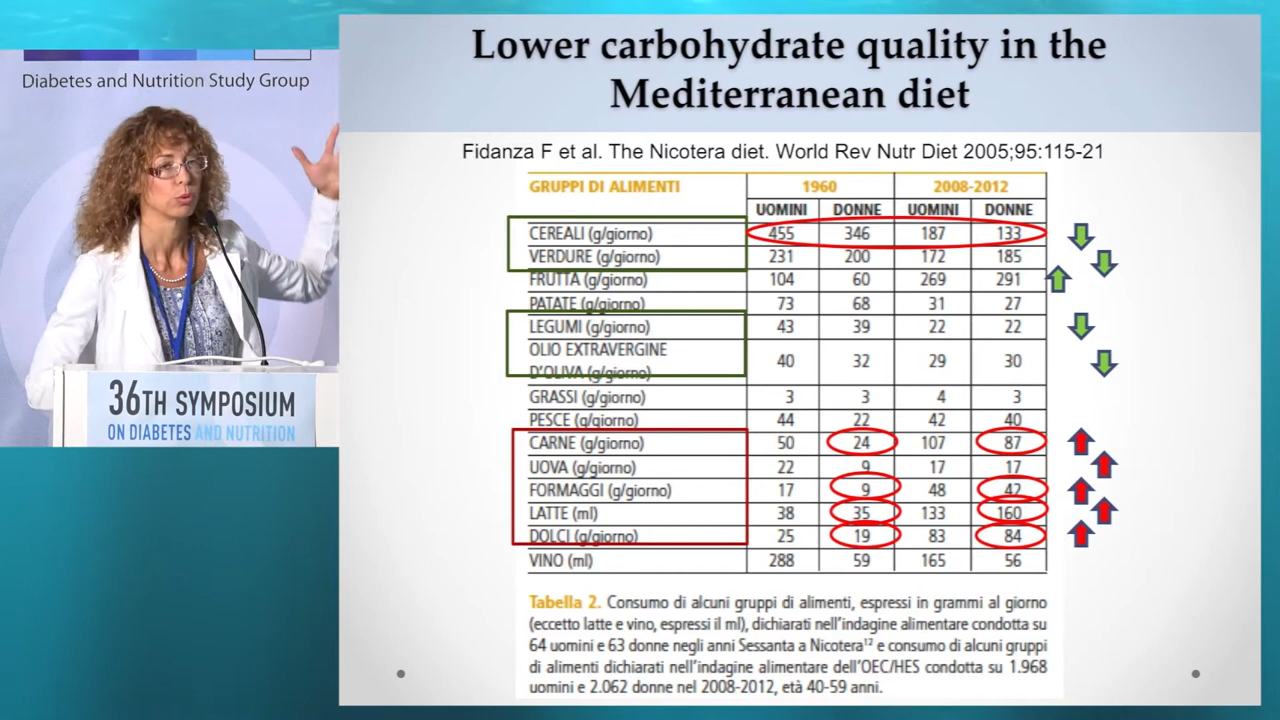 Diabetes and Nutrition Study Group
36TH SYMPOSIUM
ON DIABETES AND NUTRITION
Lower carbohydrate quality in the
Mediterranean diet
Fidanza F et al. The Nicotera diet. World Rev Nutr Diet 2005;95:115-21
GRUPPI DI ALIMENTI 1960 2008-2012
UOMINI DONNE UOMINI DONNE
CEREALI (g/giorno) 455 346 187 133
VERDURE (g/giorno) 231 200 172 185
FRUTTA (g/giorno) 104 60 269 291
PATATE (g/giorno) 73 68 31 27
LEGUMI (g/giorno) 43 39 22 22
OLIO EXTRAVERGINE
D'OLIVA (g/giorno) 40 32 29 30
GRASSI (g/giorno) 3 3 4 3
PESCE (g/giorno) 44 22 42 40
CARNE (g/giorno) 50 24 107 87
UOVA (g/giorno) 22 9 17 17
FORMAGGI (g/giorno) 17 9 48 42
LATTE (ml) 38 35 133 160
DOLCI (g/giorno) 25 19 83 84
VINO (ml) 288 59 165 56
Tabella 2. Consumo di alcuni gruppi di alimenti, espressi in grammi al giorno
(eccetto latte e vino, espressi il ml), dichiarati nell'indagine alimentare condotta su
64 uomini e 63 donne negli anni Sessanta a Nicotera¹² e consumo di alcuni gruppi
di alimenti dichiarati nell'indagine alimentare dell'OEC/HES condotta su 1.968
uomini e 2.062 donne nel 2008-2012, età 40-59 anni.